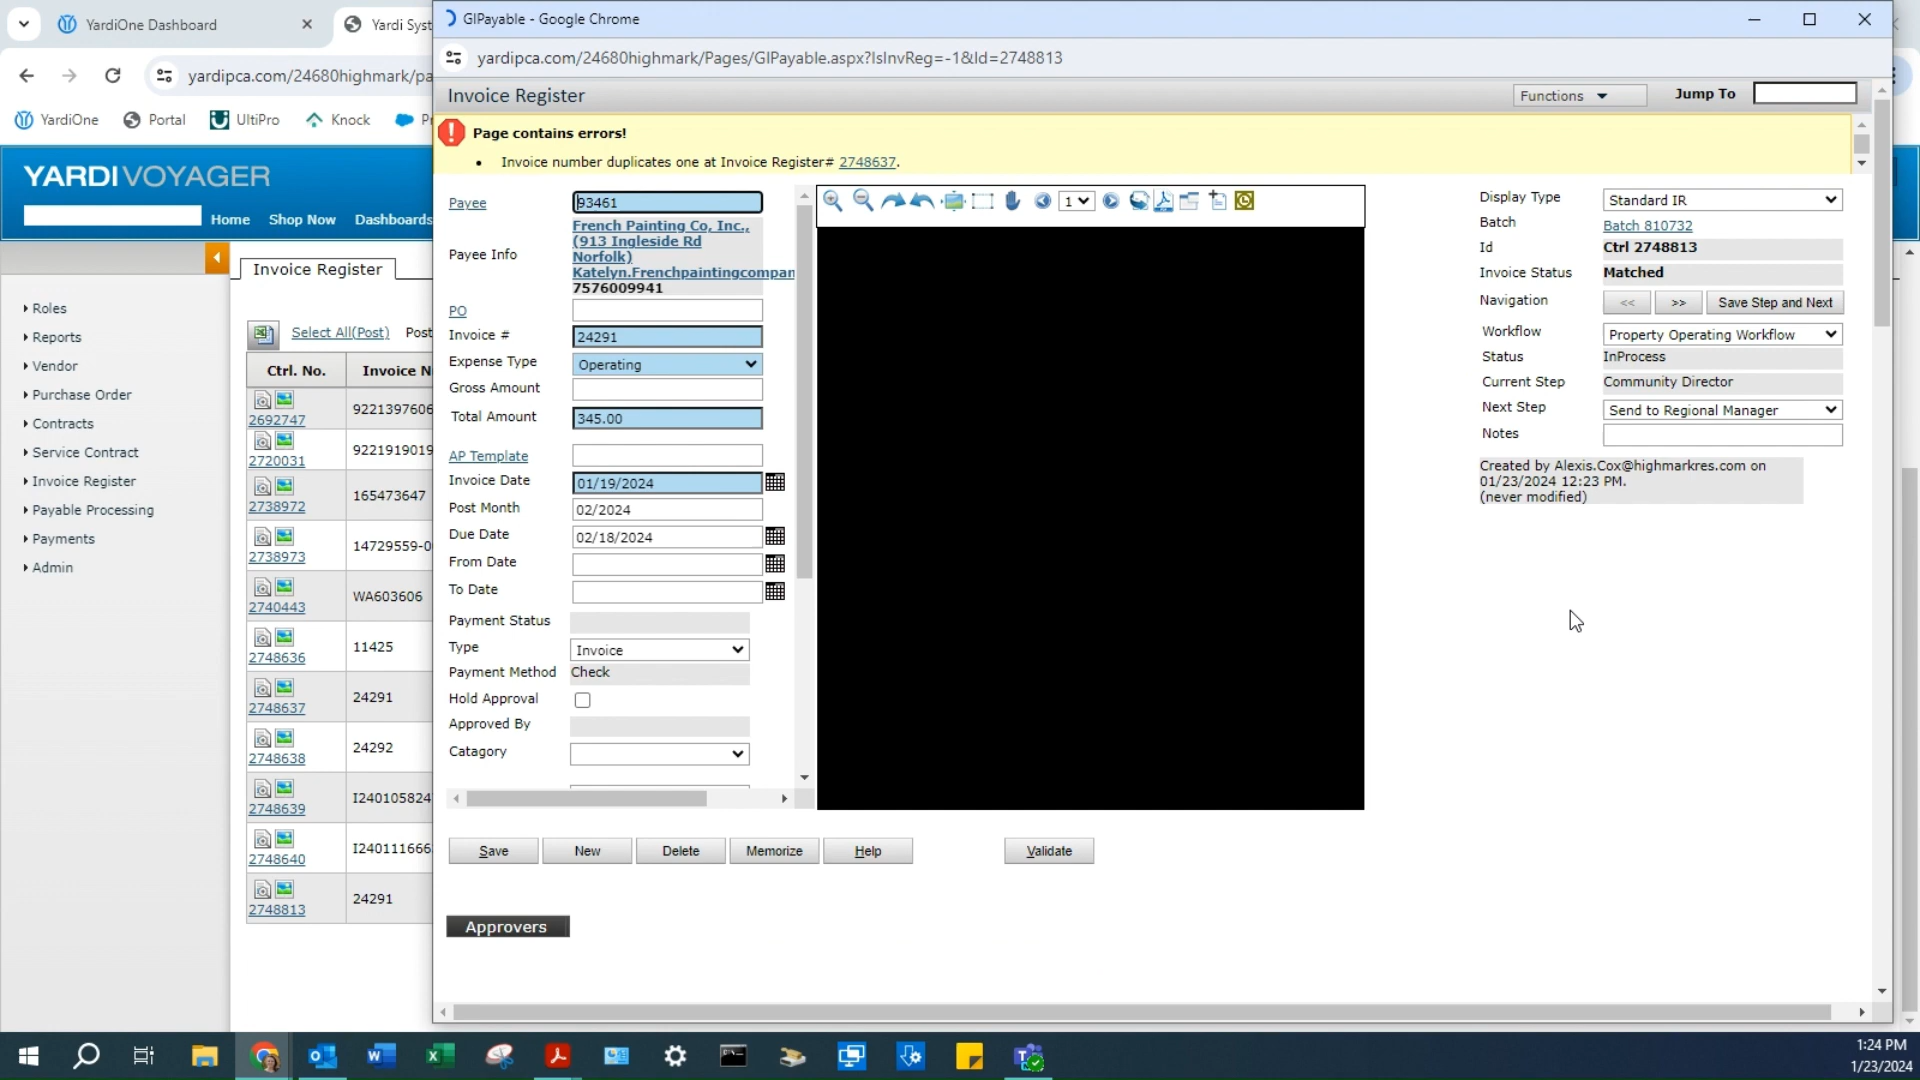 YardiOne Dashboard
Yardi Syst
GlPayable - Google Chrome
yardipca.com/24680highmark/pa
yardipca.com/24680highmark/Pages/GlPayable.aspx?IsInvReg=-1&Id=2748813
YardiOne
Portal
UltiPro
Knock
Pr
Invoice Register
Functions
Jump To
Page contains errors!
• Invoice number duplicates one at Invoice Register# 2748637.
YARDI VOYAGER
Home
Shop Now
Dashboards
Roles
Reports
Vendor
Purchase Order
Contracts
Service Contract
Invoice Register
Payable Processing
Payments
Admin
Invoice Register
Select All(Post)
Post
Ctrl. No.
Invoice N
2692747
9221397606
2720031
9221919019
2738972
165473647
2738973
14729559-0
2740443
WA603606
2748636
11425
2748637
24291
2748638
24292
2748639
I240105824
2748640
I240111666
2748813
24291
Payee
93461
Payee Info
French Painting Co, Inc.,
(913 Ingleside Rd
Norfolk)
Katelyn.Frenchpaintingcompan
7576009941
PO
Invoice #
24291
Expense Type
Operating
Gross Amount
Total Amount
345.00
AP Template
Invoice Date
01/19/2024
Post Month
02/2024
Due Date
02/18/2024
From Date
To Date
Payment Status
Type
Invoice
Payment Method
Check
Hold Approval
Approved By
Catagory
1
Display Type
Standard IR
Batch
Batch 810732
Id
Ctrl 2748813
Invoice Status
Matched
Navigation
<<
>>
Save Step and Next
Workflow
Property Operating Workflow
Status
InProcess
Current Step
Community Director
Next Step
Send to Regional Manager
Notes
Created by Alexis.Cox@highmarkres.com on
01/23/2024 12:23 PM.
(never modified)
Save
New
Delete
Memorize
Help
Validate
Approvers
1:24 PM
1/23/2024